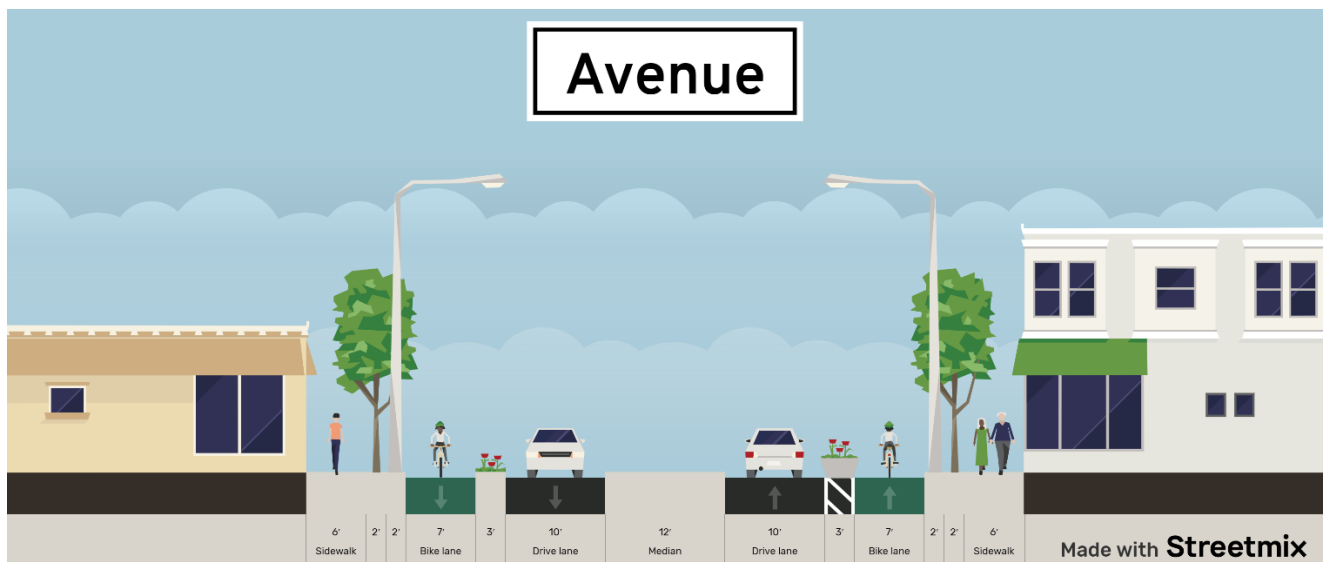 Avenue
6' 2' 2' 7' 3' 10' 12' 10' 3' 7' 2' 2' 6'
Sidewalk Bike lane Drive lane Median Drive lane Bike lane Sidewalk
Made with Streetmix